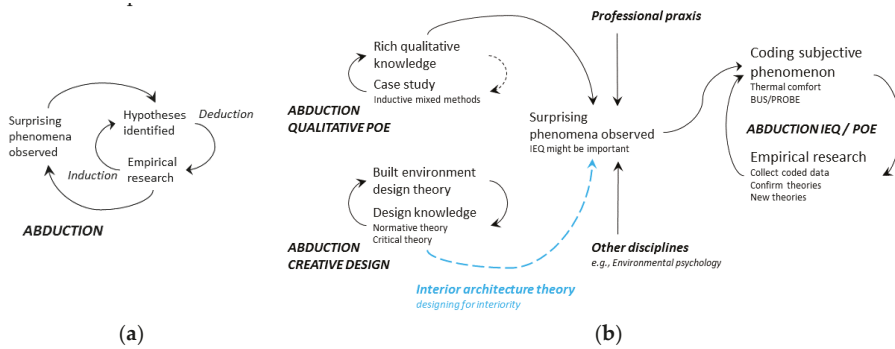 Surprising
phenomena
observed
Hypotheses
identified
Deduction
Induction
Empirical
research
ABDUCTION
(a)
Rich qualitative
knowledge
Case study
Inductive mixed methods
ABDUCTION
QUALITATIVE POE
Built environment
design theory
Design knowledge
Normative theory
Critical theory
ABDUCTION
CREATIVE DESIGN
Interior architecture theory
designing for interiority
Professional praxis
Surprising
phenomena observed
IEQ might be important
Other disciplines
e.g., Environmental psychology
Coding subjective
phenomenon
Thermal comfort
BUS/PROBE
ABDUCTION IEQ / POE
Empirical research
Collect coded data
Confirm theories
New theories
(b)